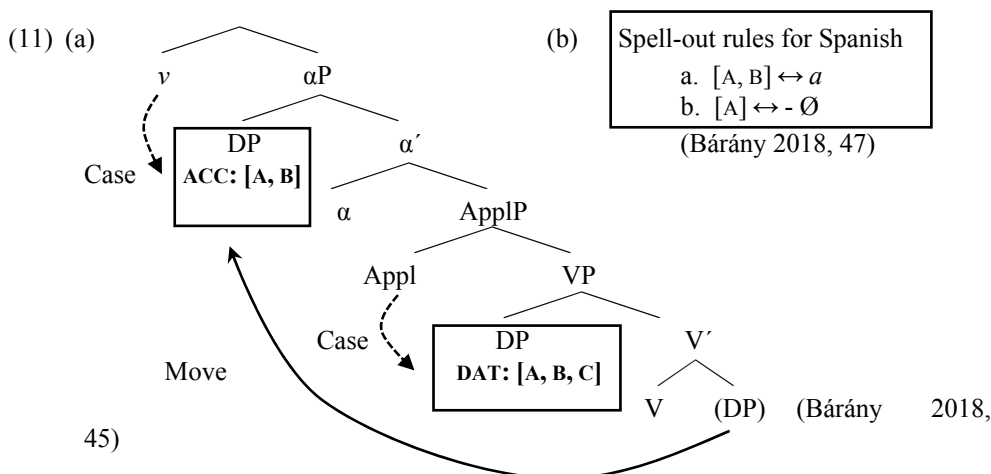 (11) (a)
(b)
Spell-out rules for Spanish
a. [A, B] ↔ a
b. [A] ↔ - Ø
(Bárány 2018, 47)
v αP
DP α´
Case
ACC: [A, B]
α ApplP
Appl VP
Case
DP V´
DAT: [A, B, C]
Move
V (DP) (Bárány 2018,
45)